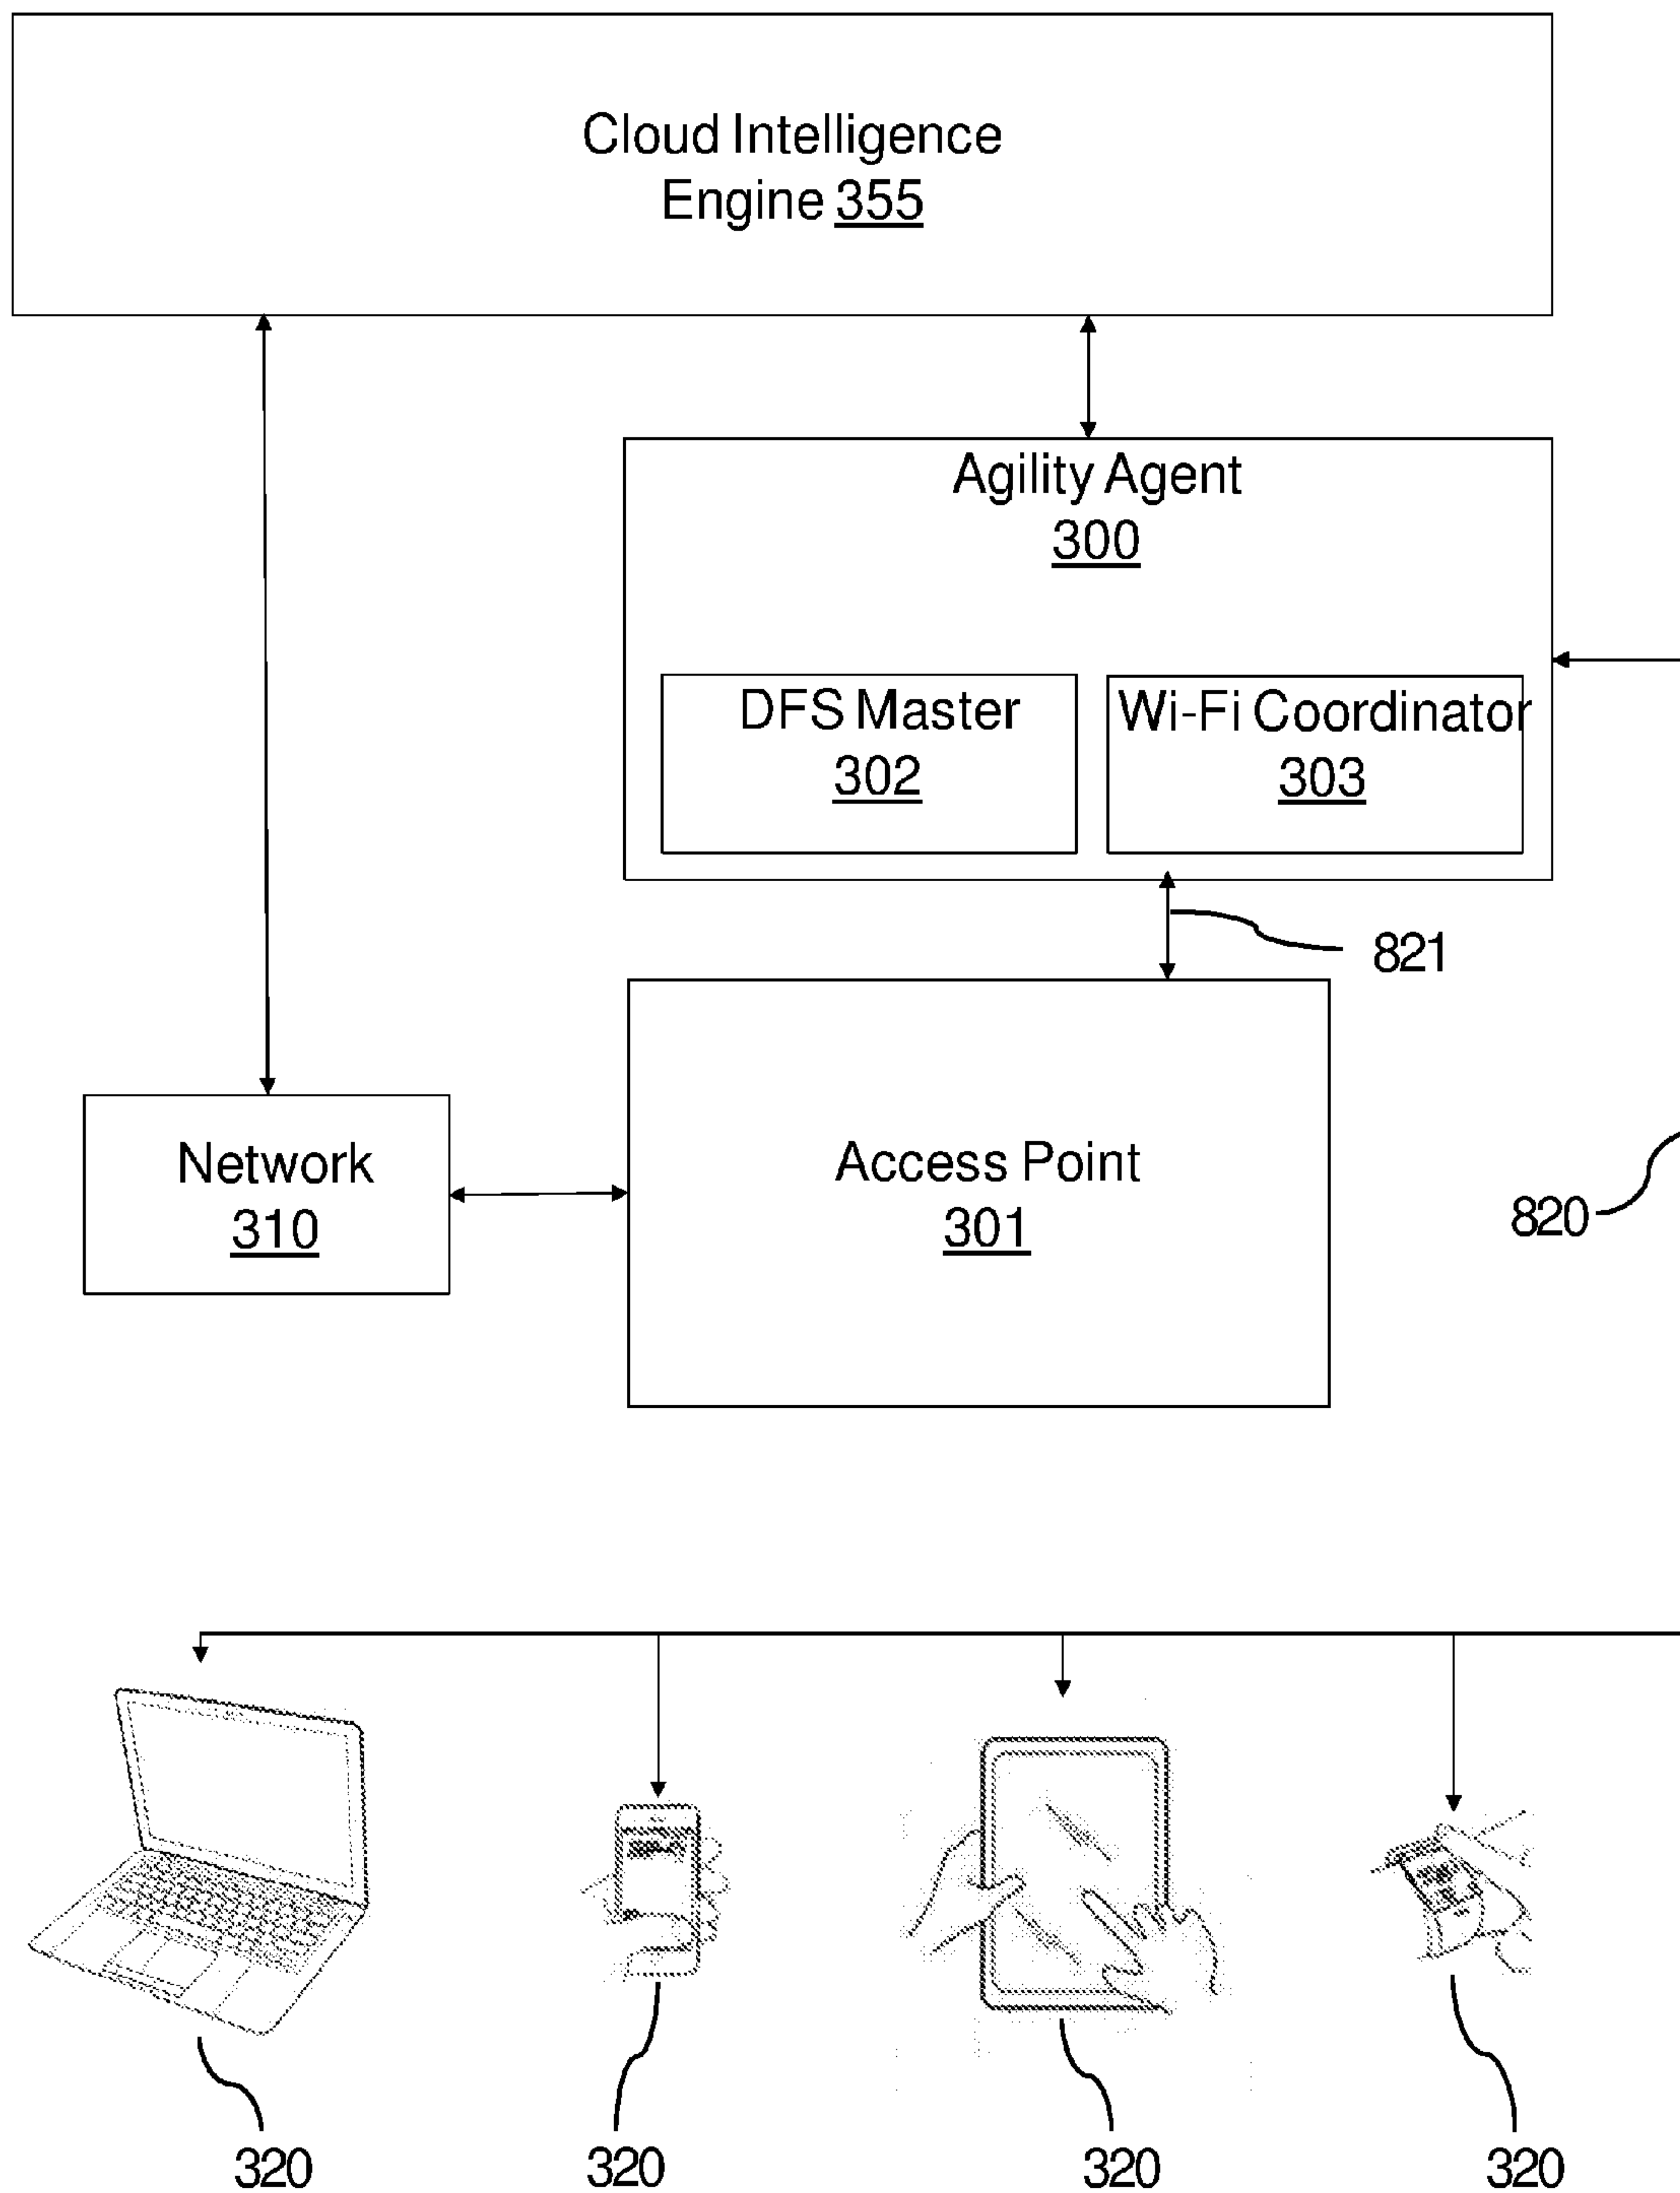 Cloud Intelligence
Engine 355
Agility Agent
300
DFS Master
302
Wi-Fi Coordinator
303
821
Network
310
Access Point
301
820
320
320
320
320